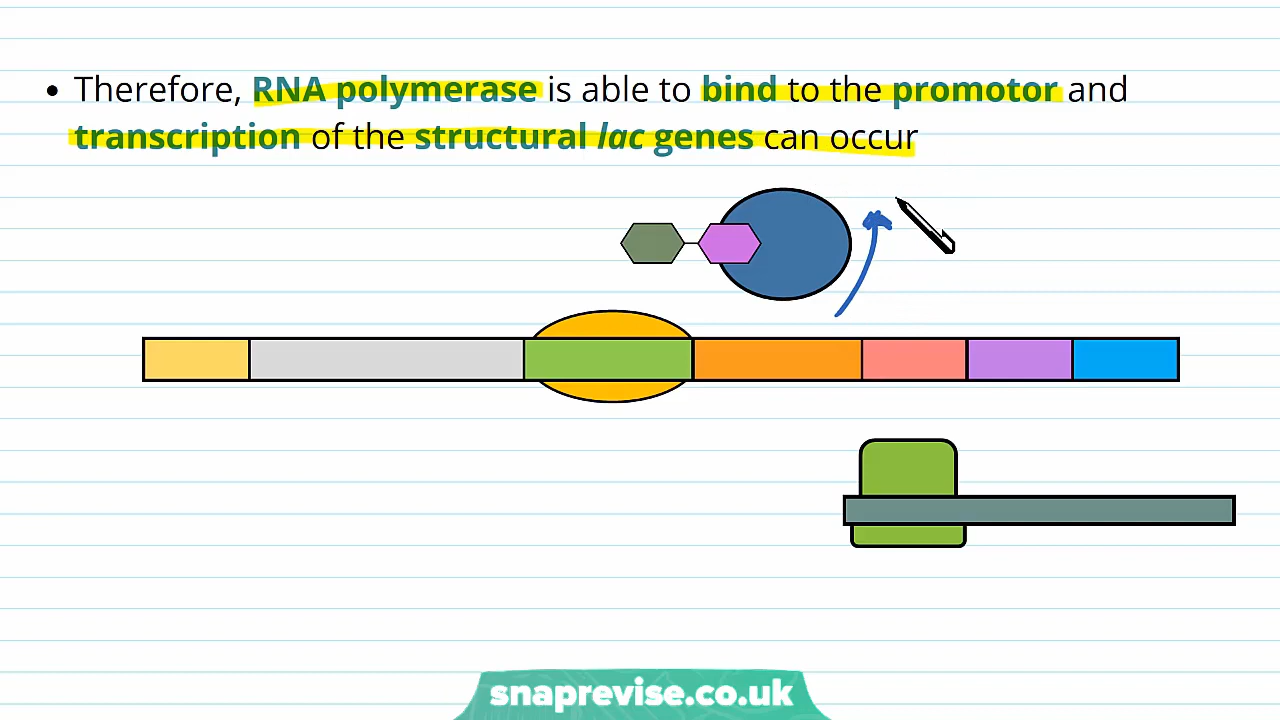 • Therefore, RNA polymerase is able to bind to the promotor and
transcription of the structural lac genes can occur
snaprevise.co.uk